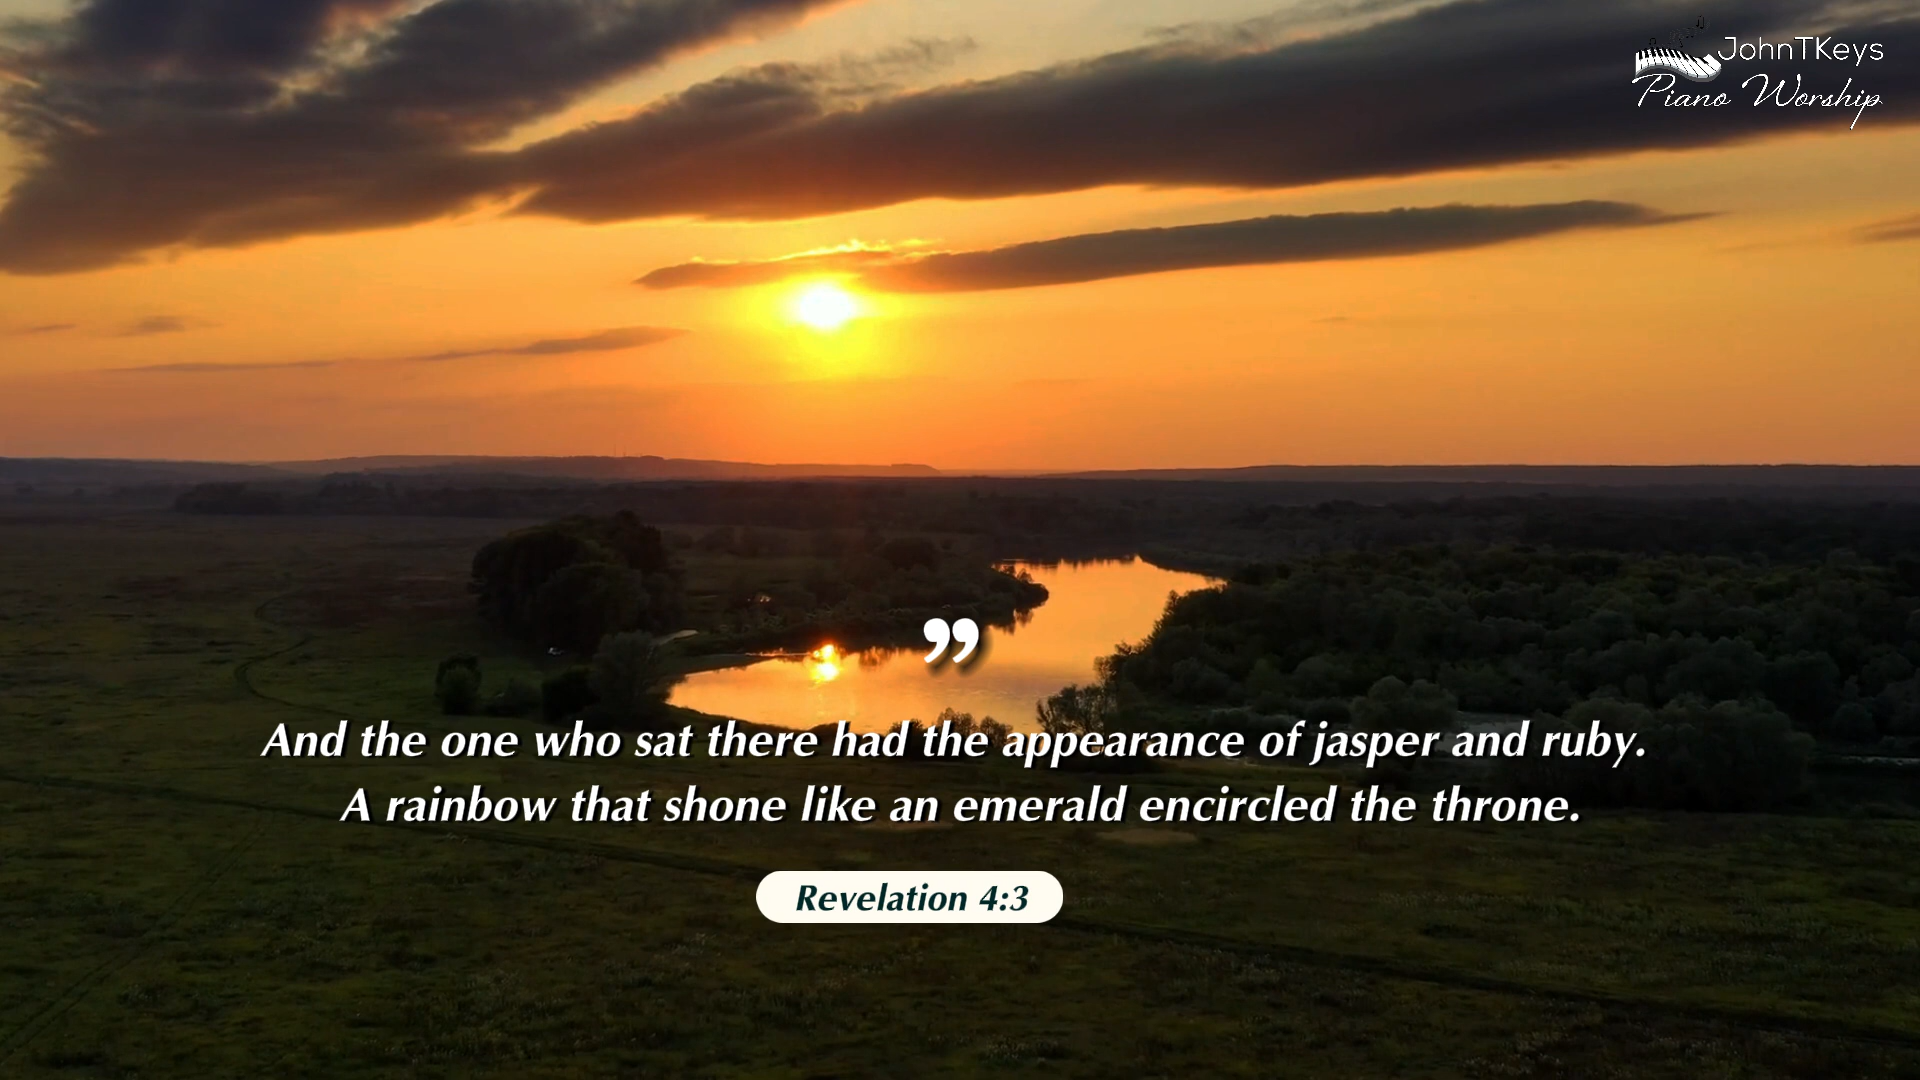 JohnTKeys
Piano Worship
”
And the one who sat there had the appearance of jasper and ruby.
A rainbow that shone like an emerald encircled the throne.
Revelation 4:3